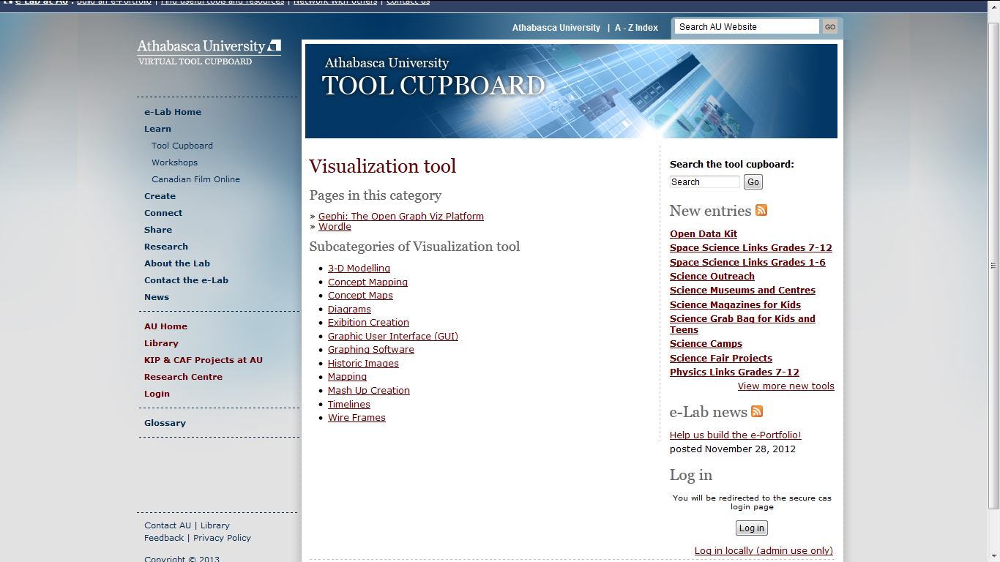 e-Lab at AU : Build an e-Portfolio | Find useful tools and resources | Network with others | Contact us
Athabasca University | A - Z Index
Search AU Website
GO
Athabasca University
VIRTUAL TOOL CUPBOARD
Athabasca University
TOOL CUPBOARD
e-Lab Home
Learn
Tool Cupboard
Workshops
Canadian Film Online
Create
Connect
Share
Research
About the Lab
Contact the e-Lab
News
AU Home
Library
KIP & CAF Projects at AU
Research Centre
Login
Glossary
Contact AU | Library
Feedback | Privacy Policy
Copyright © 2013
Visualization tool
Pages in this category
» Gephi: The Open Graph Viz Platform
» Wordle
Subcategories of Visualization tool
• 3-D Modelling
• Concept Mapping
• Concept Maps
• Diagrams
• Exibition Creation
• Graphic User Interface (GUI)
• Graphing Software
• Historic Images
• Mapping
• Mash Up Creation
• Timelines
• Wire Frames
Search the tool cupboard:
Search
Go
New entries
Open Data Kit
Space Science Links Grades 7-12
Space Science Links Grades 1-6
Science Outreach
Science Museums and Centres
Science Magazines for Kids
Science Grab Bag for Kids and
Teens
Science Camps
Science Fair Projects
Physics Links Grades 7-12
View more new tools
e-Lab news
Help us build the e-Portfolio!
posted November 28, 2012
Log in
You will be redirected to the secure cas
login page
Log in
Log in locally (admin use only)